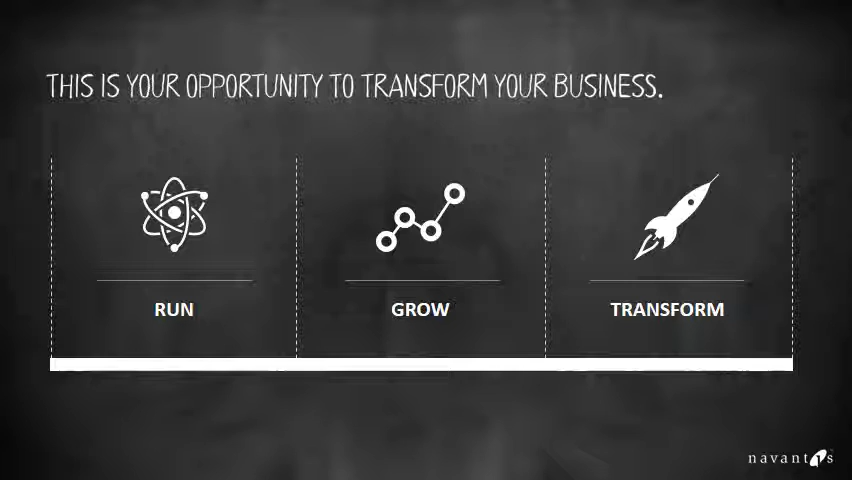 THIS IS YOUR OPPORTUNITY TO TRANSFORM YOUR BUSINESS.
RUN
GROW
TRANSFORM
navantis